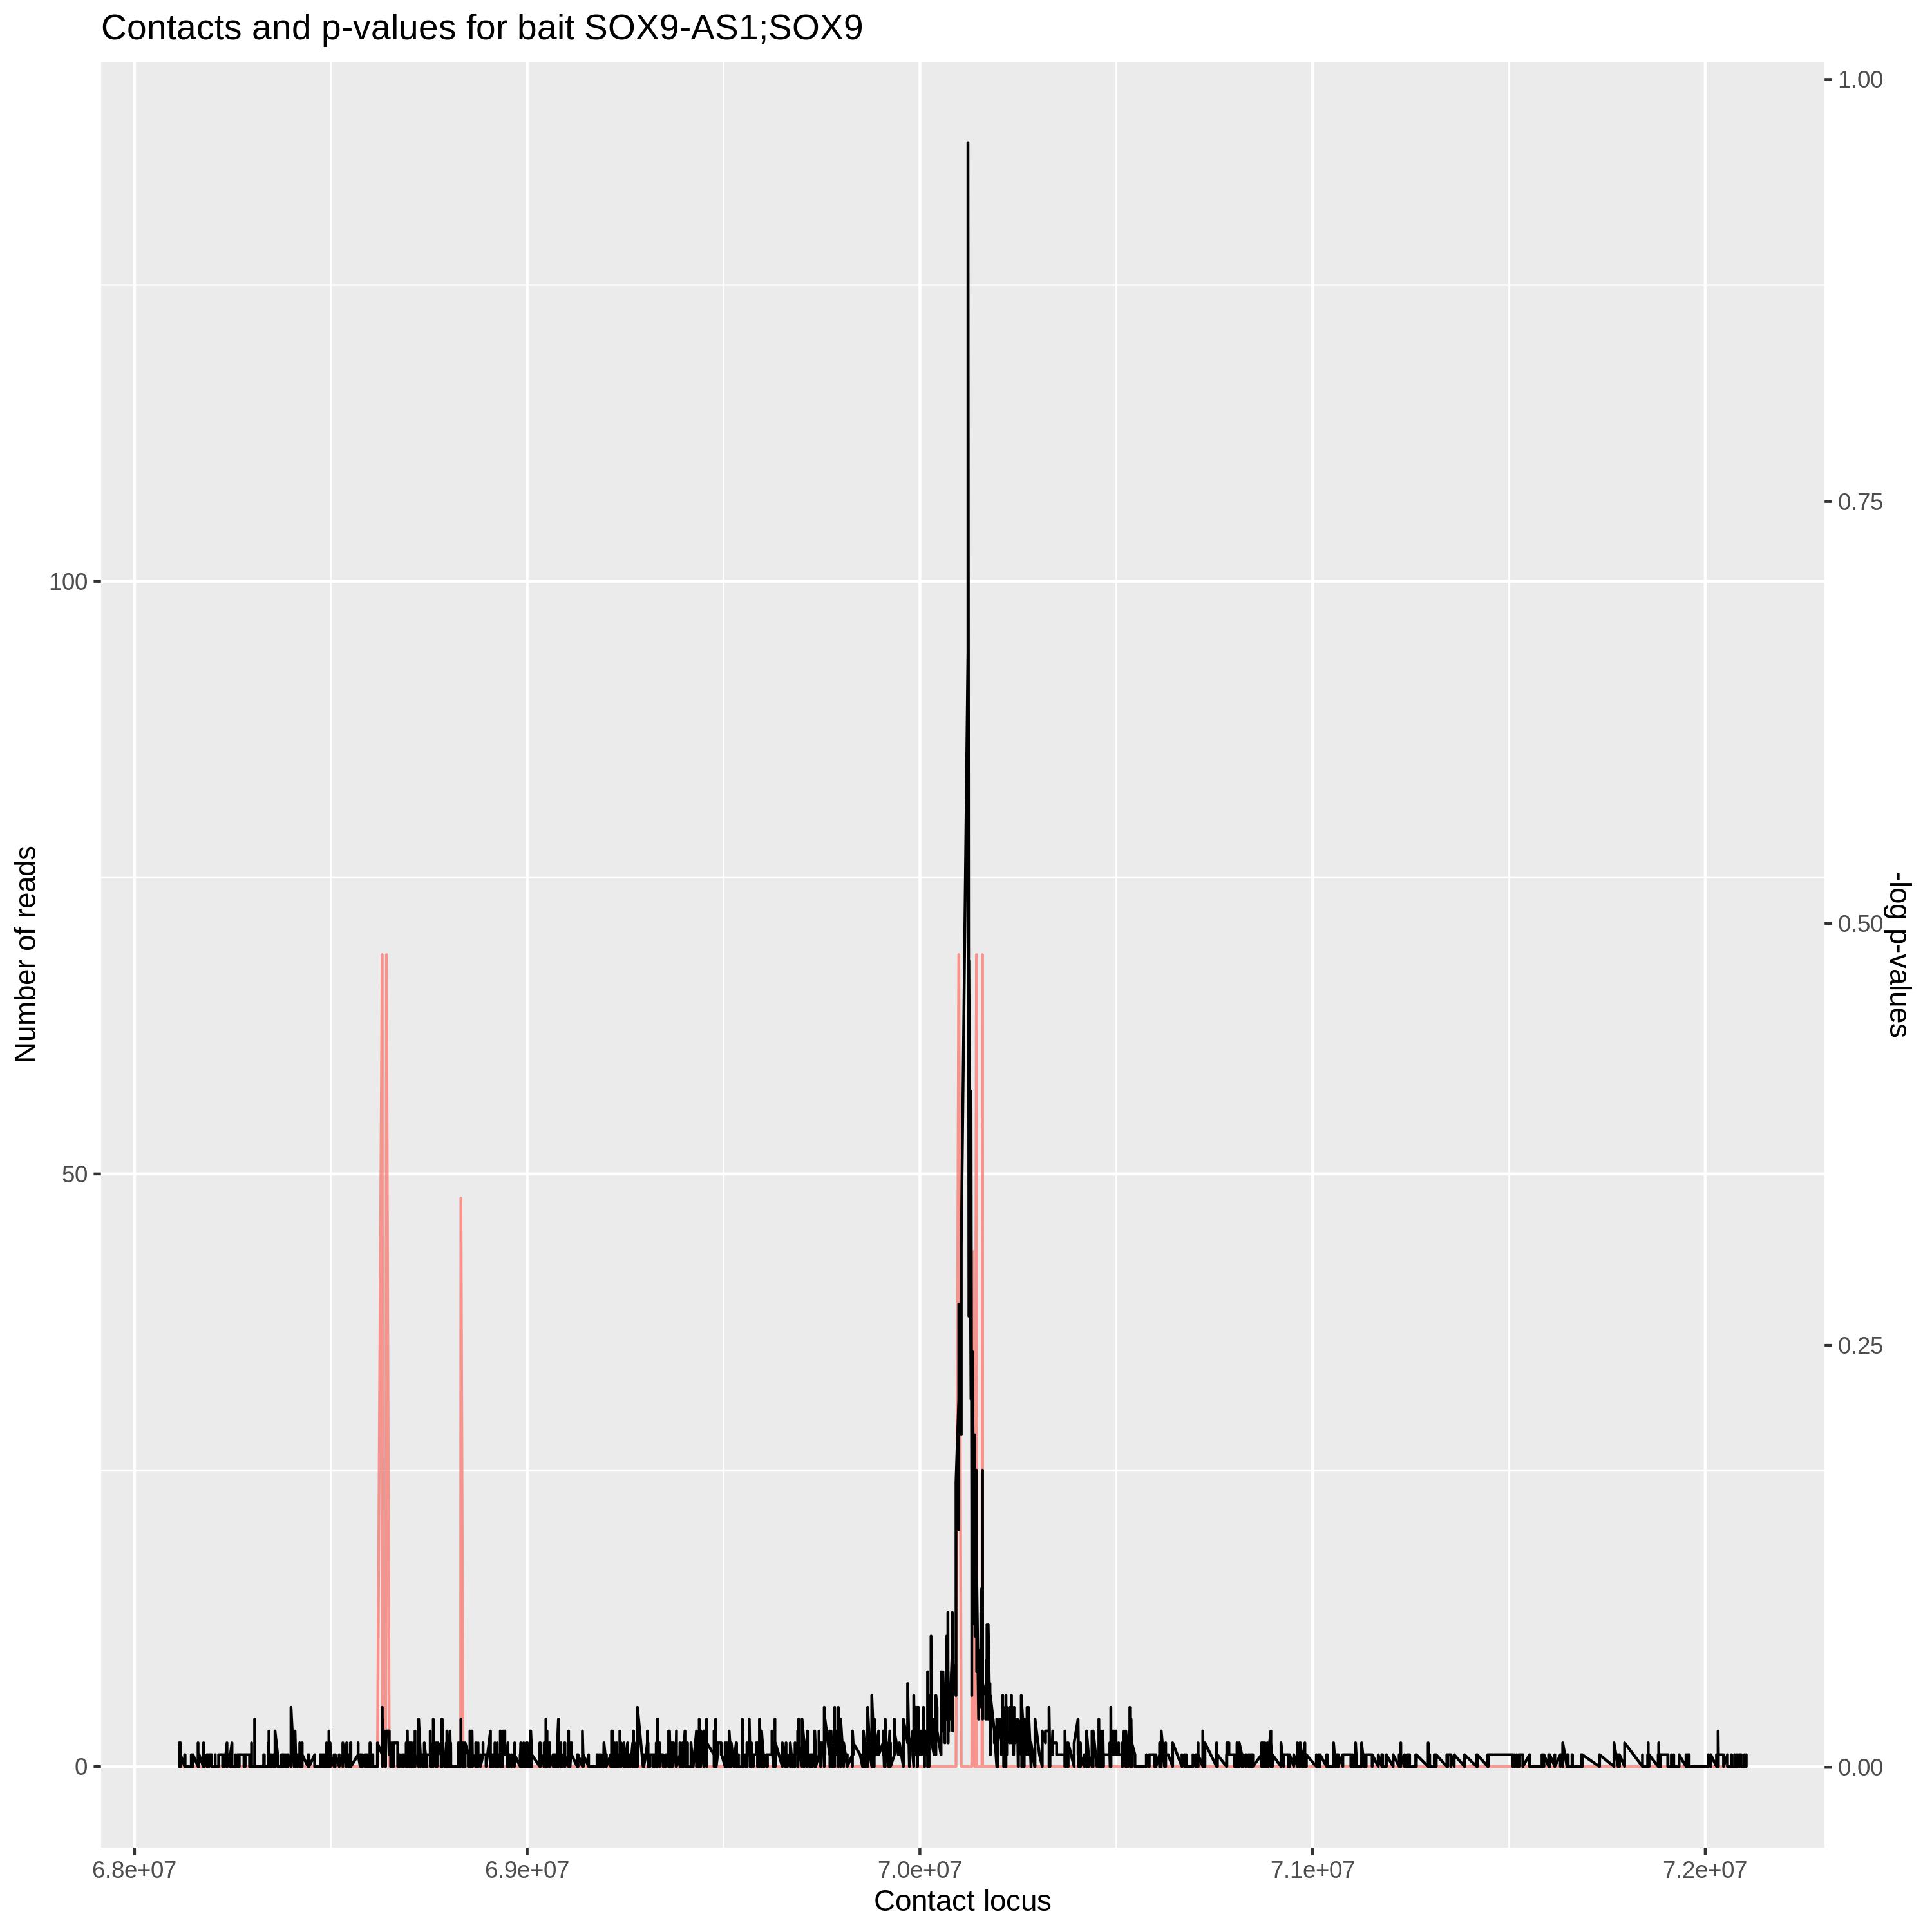 Contacts and p-values for bait SOX9-AS1;SOX9
1.00
0.75
100
0.50
Number of reads
-log p-values
50
0.25
0
0.00
6.8e+07 6.9e+07 7.0e+07 7.1e+07 7.2e+07
Contact locus